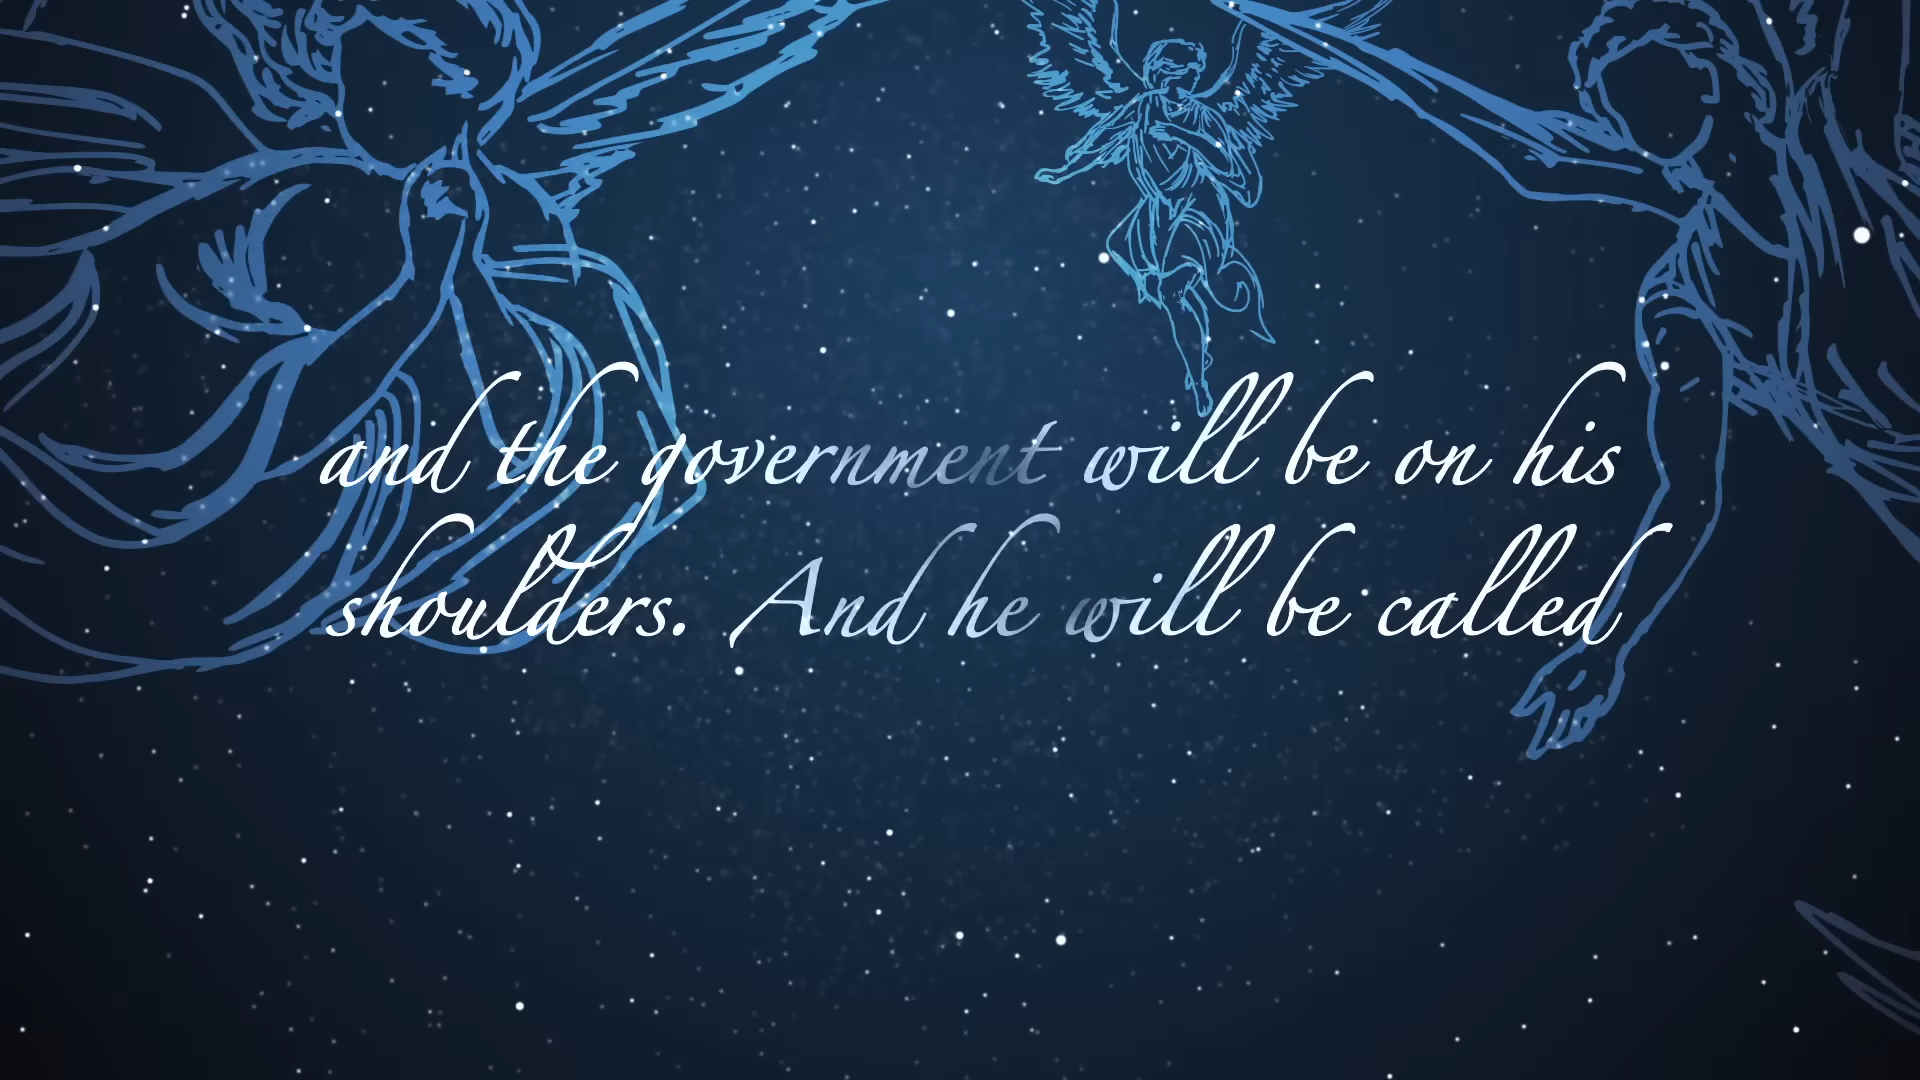 and the government will be on his
shoulders. And he will be called